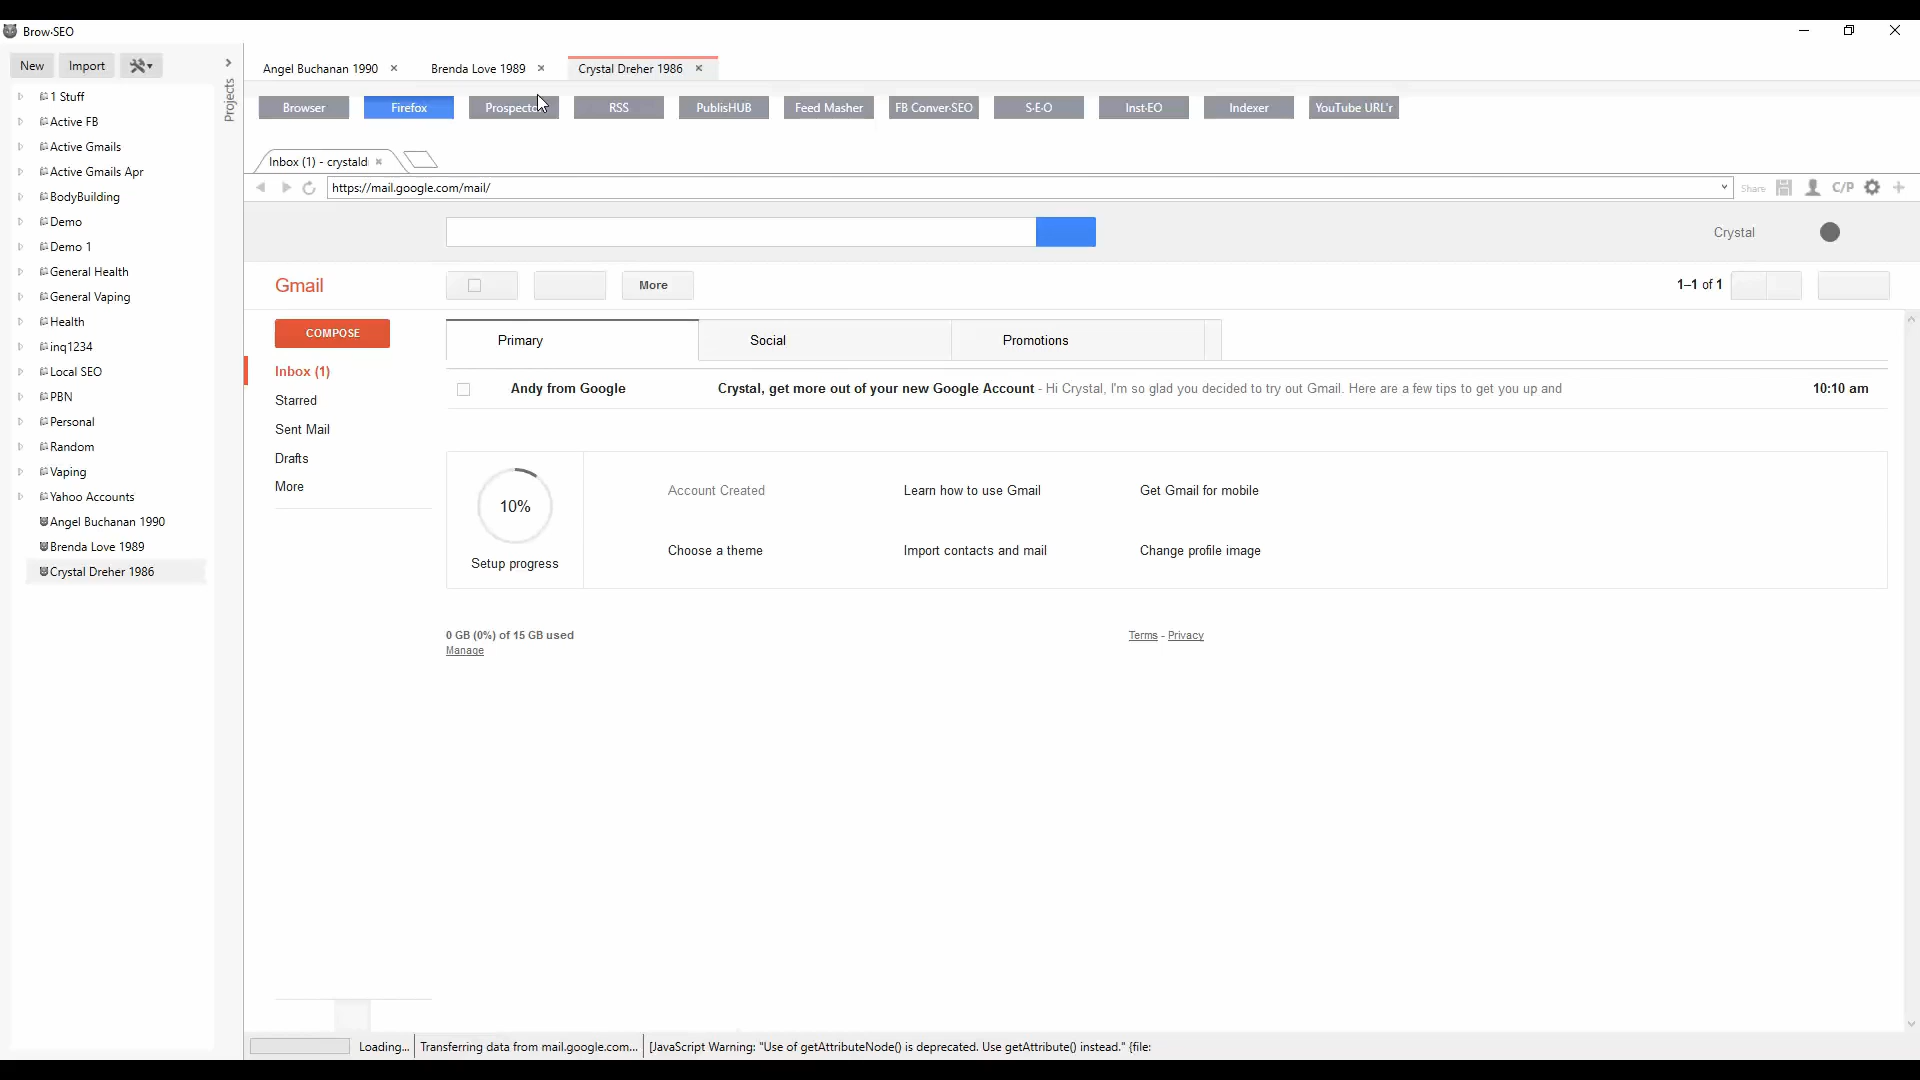 Brow·SEO
New Import
Projects
Angel Buchanan 1990 Brenda Love 1989 Crystal Dreher 1986
Browser Firefox Prospecto RSS PublisHUB Feed Masher FB Conver·SEO S·E·O Inst·EO Indexer YouTube URL'r
Inbox (1) - crystald
https://mail.google.com/mail/ Share C/P
1 Stuff
Active FB
Active Gmails
Active Gmails Apr
BodyBuilding
Demo
Demo 1
General Health
General Vaping
Health
inq1234
Local SEO
PBN
Personal
Random
Vaping
Yahoo Accounts
Angel Buchanan 1990
Brenda Love 1989
Crystal Dreher 1986
Crystal
Gmail More 1–1 of 1
COMPOSE
Inbox (1)
Starred
Sent Mail
Drafts
More
Primary Social Promotions
Andy from Google Crystal, get more out of your new Google Account - Hi Crystal, I'm so glad you decided to try out Gmail. Here are a few tips to get you up and 10:10 am
10%
Setup progress
Account Created Learn how to use Gmail Get Gmail for mobile
Choose a theme Import contacts and mail Change profile image
0 GB (0%) of 15 GB used
Manage
Terms - Privacy
Loading... Transferring data from mail.google.com... [JavaScript Warning: "Use of getAttributeNode() is deprecated. Use getAttribute() instead." {file: